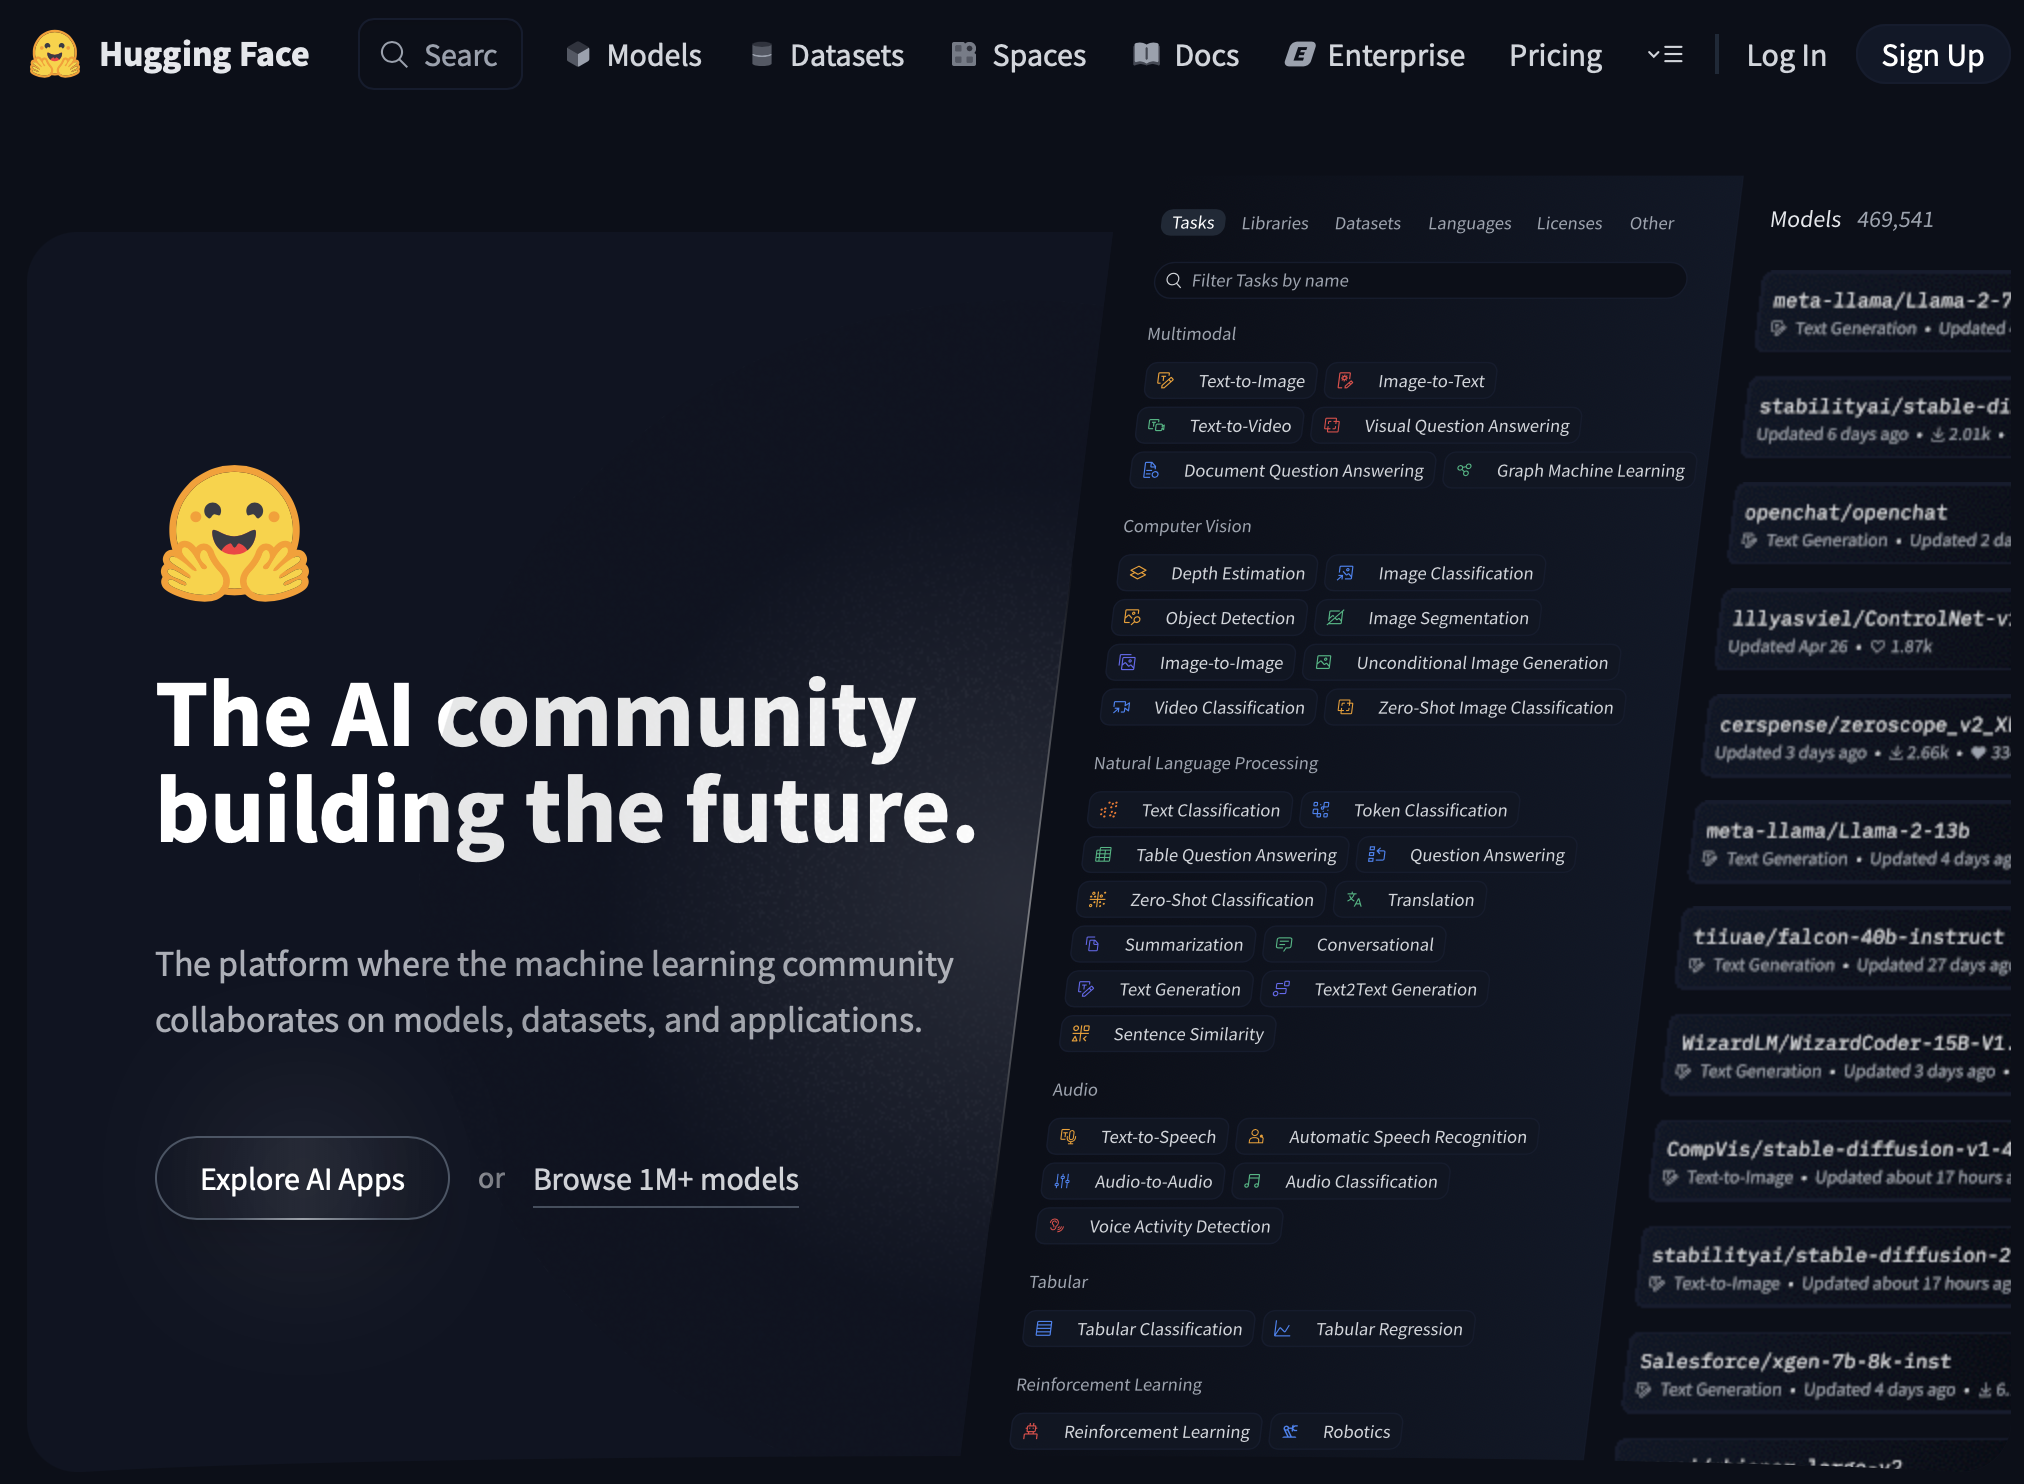 Hugging Face
Searc
Models
Datasets
Spaces
Docs
Enterprise
Pricing
Log In
Sign Up
The AI community
building the future.
The platform where the machine learning community
collaborates on models, datasets, and applications.
Explore AI Apps or Browse 1M+ models
Tasks Libraries Datasets Languages Licenses Other
Filter Tasks by name
Multimodal
Text-to-Image Image-to-Text
Text-to-Video Visual Question Answering
Document Question Answering Graph Machine Learning
Computer Vision
Depth Estimation Image Classification
Object Detection Image Segmentation
Image-to-Image Unconditional Image Generation
Video Classification Zero-Shot Image Classification
Natural Language Processing
Text Classification Token Classification
Table Question Answering Question Answering
Zero-Shot Classification Translation
Summarization Conversational
Text Generation Text2Text Generation
Sentence Similarity
Audio
Text-to-Speech Automatic Speech Recognition
Audio-to-Audio Audio Classification
Voice Activity Detection
Tabular
Tabular Classification Tabular Regression
Reinforcement Learning
Reinforcement Learning Robotics
Models 469,541
meta-llama/Llama-2-7
Text Generation • Updated
stabilityai/stable-di
Updated 6 days ago • 2.01k •
openchat/openchat
Text Generation • Updated 2 da
lllyasviel/ControlNet-v
Updated Apr 26 • 1.87k
cerspense/zeroscope_v2_X
Updated 3 days ago • 2.66k • 33
meta-llama/Llama-2-13b
Text Generation • Updated 4 days ag
tiiuae/falcon-40b-instruct
Text Generation • Updated 27 days ag
WizardLM/WizardCoder-15B-V1.
Text Generation • Updated 3 days ago •
CompVis/stable-diffusion-v1-4
Text-to-Image • Updated about 17 hours a
stabilityai/stable-diffusion-2
Text-to-Image • Updated about 17 hours ag
Salesforce/xgen-7b-8k-inst
Text Generation • Updated 4 days ago • 6.